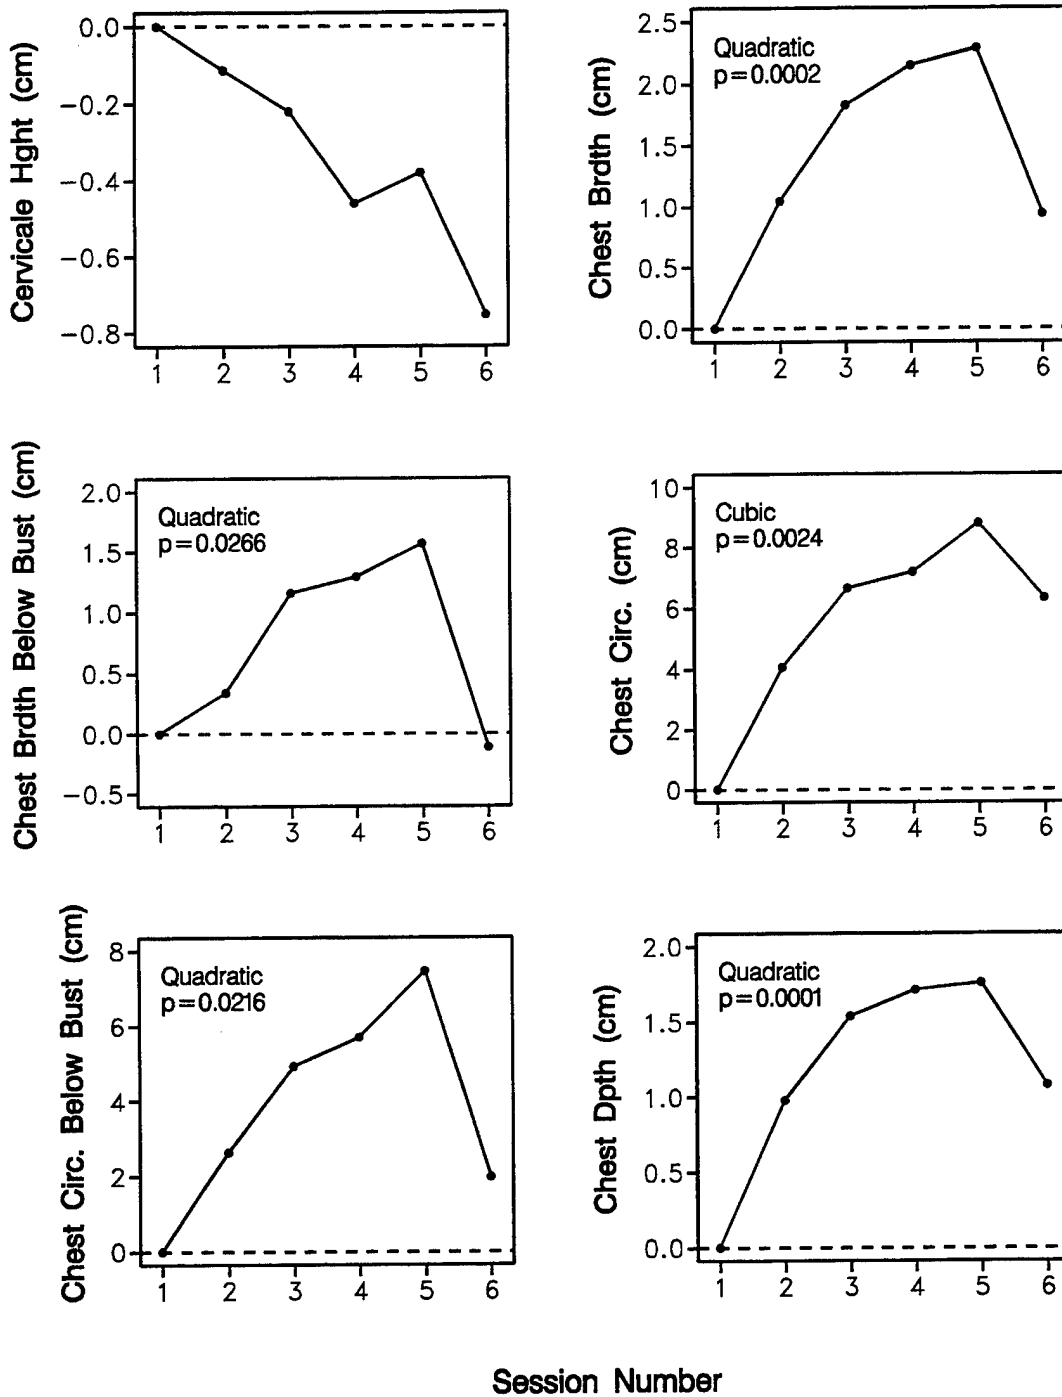 Cervicale Hght (cm)
0.0
−0.2
−0.4
−0.6
−0.8
1 2 3 4 5 6
Chest Brdth (cm)
Quadratic
p=0.0002
2.5
2.0
1.5
1.0
0.5
0.0
1 2 3 4 5 6
Chest Brdth Below Bust (cm)
Quadratic
p=0.0266
2.0
1.5
1.0
0.5
0.0
−0.5
1 2 3 4 5 6
Chest Circ. (cm)
Cubic
p=0.0024
10
8
6
4
2
0
1 2 3 4 5 6
Chest Circ. Below Bust (cm)
Quadratic
p=0.0216
8
6
4
2
0
1 2 3 4 5 6
Chest Dpth (cm)
Quadratic
p=0.0001
2.0
1.5
1.0
0.5
0.0
1 2 3 4 5 6
Session Number